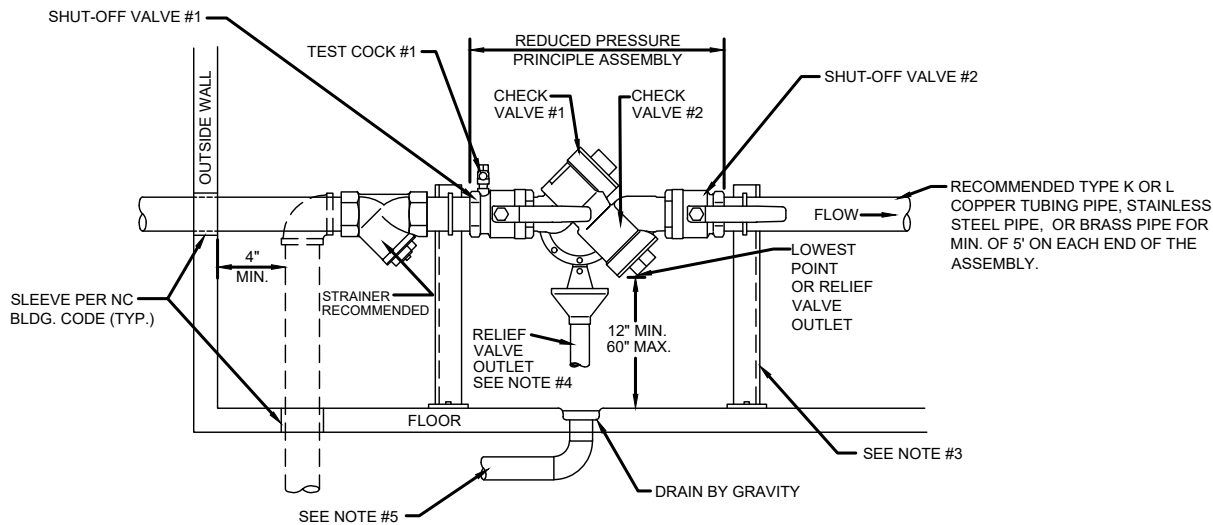 SHUT-OFF VALVE #1
TEST COCK #1
REDUCED PRESSURE
PRINCIPLE ASSEMBLY
SHUT-OFF VALVE #2
CHECK
VALVE #1
CHECK
VALVE #2
OUTSIDE WALL
RECOMMENDED TYPE K OR L
COPPER TUBING PIPE, STAINLESS
STEEL PIPE, OR BRASS PIPE FOR
MIN. OF 5' ON EACH END OF THE
ASSEMBLY.
FLOW
4"
MIN.
LOWEST
POINT
OR RELIEF
VALVE
OUTLET
SLEEVE PER NC
BLDG. CODE (TYP.)
STRAINER
RECOMMENDED
12" MIN.
60" MAX.
RELIEF
VALVE
OUTLET
SEE NOTE #4
FLOOR
SEE NOTE #3
DRAIN BY GRAVITY
SEE NOTE #5